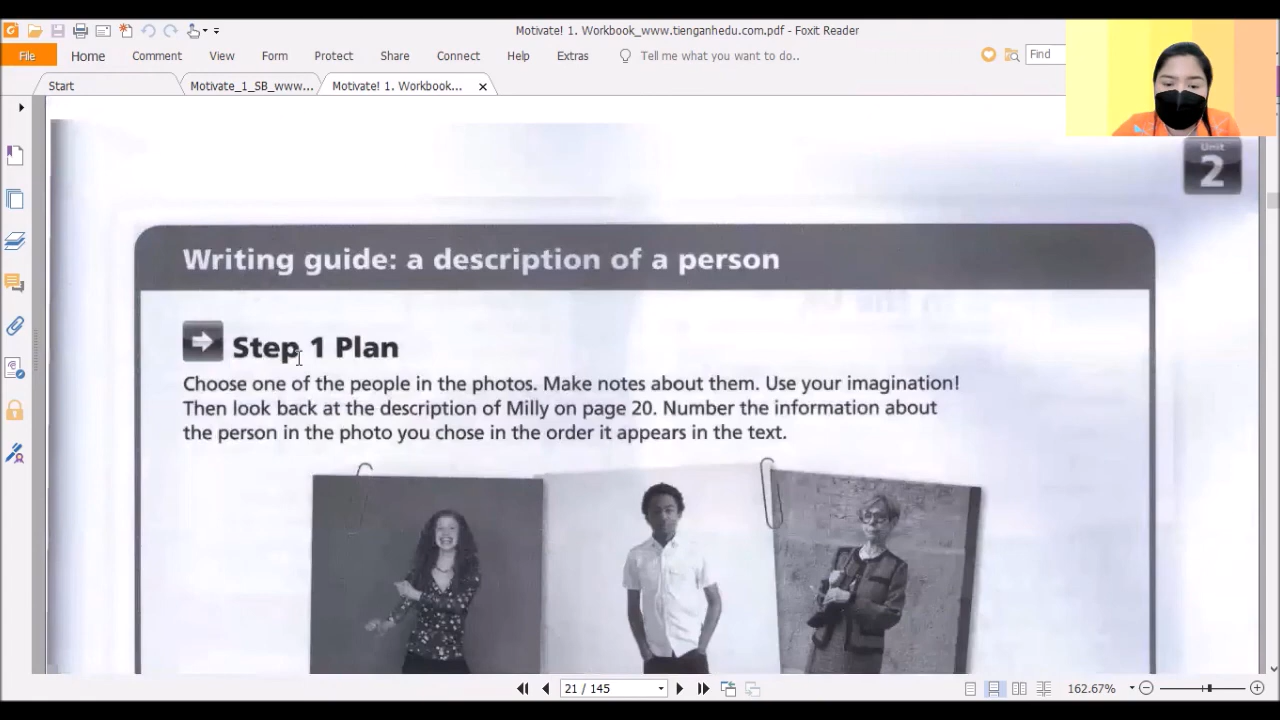 Motivate! 1. Workbook_www.tienganhedu.com.pdf - Foxit Reader
File Home Comment View Form Protect Share Connect Help Extras Tell me what you want to do.. Find
Start Motivate_1_SB_www... Motivate! 1. Workbook...
Unit
2
Writing guide: a description of a person
Step 1 Plan
Choose one of the people in the photos. Make notes about them. Use your imagination!
Then look back at the description of Milly on page 20. Number the information about
the person in the photo you chose in the order it appears in the text.
21 / 145 162.67%